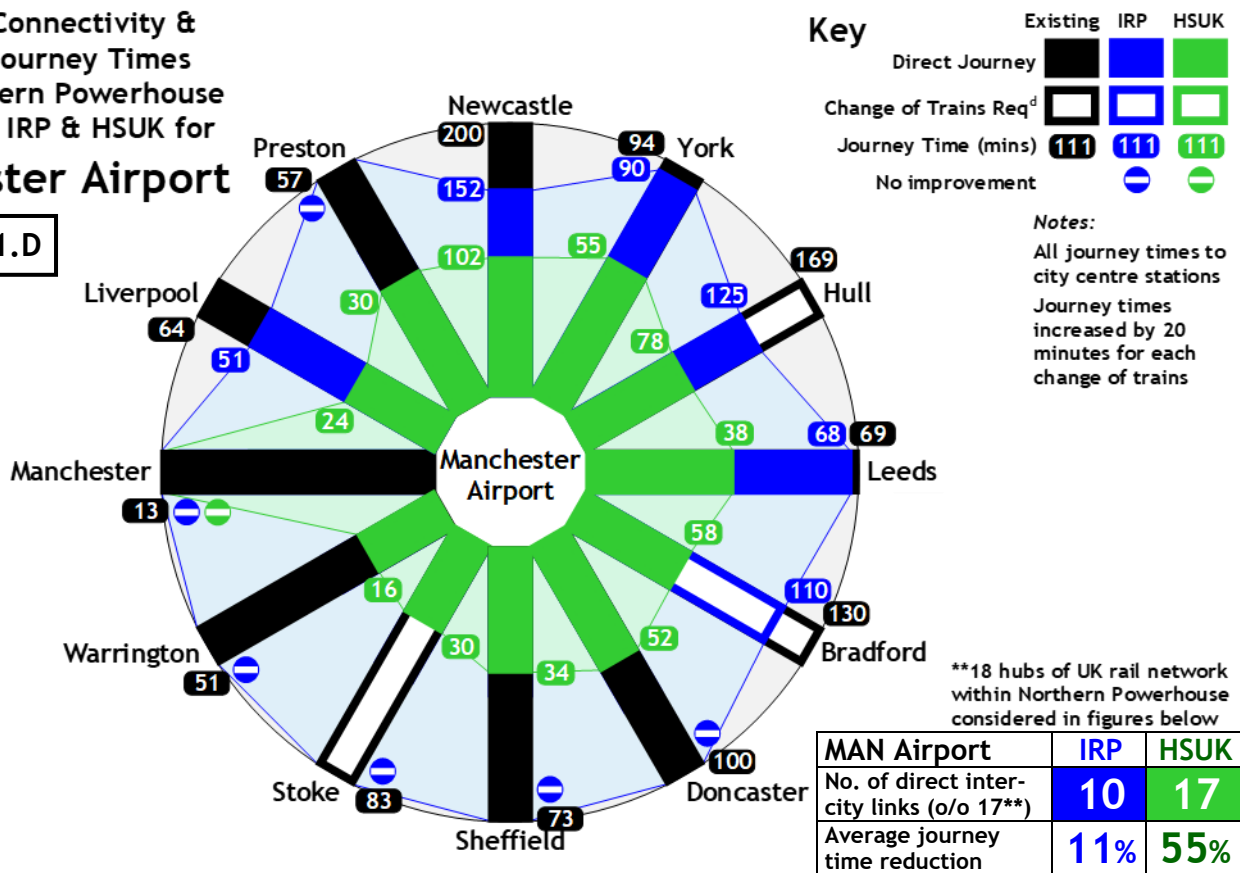 Connectivity &
ourney Times
ern Powerhouse
IRP & HSUK for
ster Airport
1.D
Key
Existing IRP HSUK
Direct Journey
Change of Trains Reqᵈ
Journey Time (mins) 111 111 111
No improvement
Notes:
All journey times to
city centre stations
Journey times
increased by 20
minutes for each
change of trains
Newcastle
200
152
102
94
York
90
55
169
Hull
125
78
38
68
69
Leeds
58
110
130
Bradford
52
100
Doncaster
34
73
Sheffield
30
83
Stoke
16
51
Warrington
Manchester
13
Liverpool
64
51
24
Preston
57
30
Manchester
Airport
**18 hubs of UK rail network
within Northern Powerhouse
considered in figures below
MAN Airport IRP HSUK
No. of direct inter-
city links (o/o 17**) 10 17
Average journey
time reduction 11% 55%